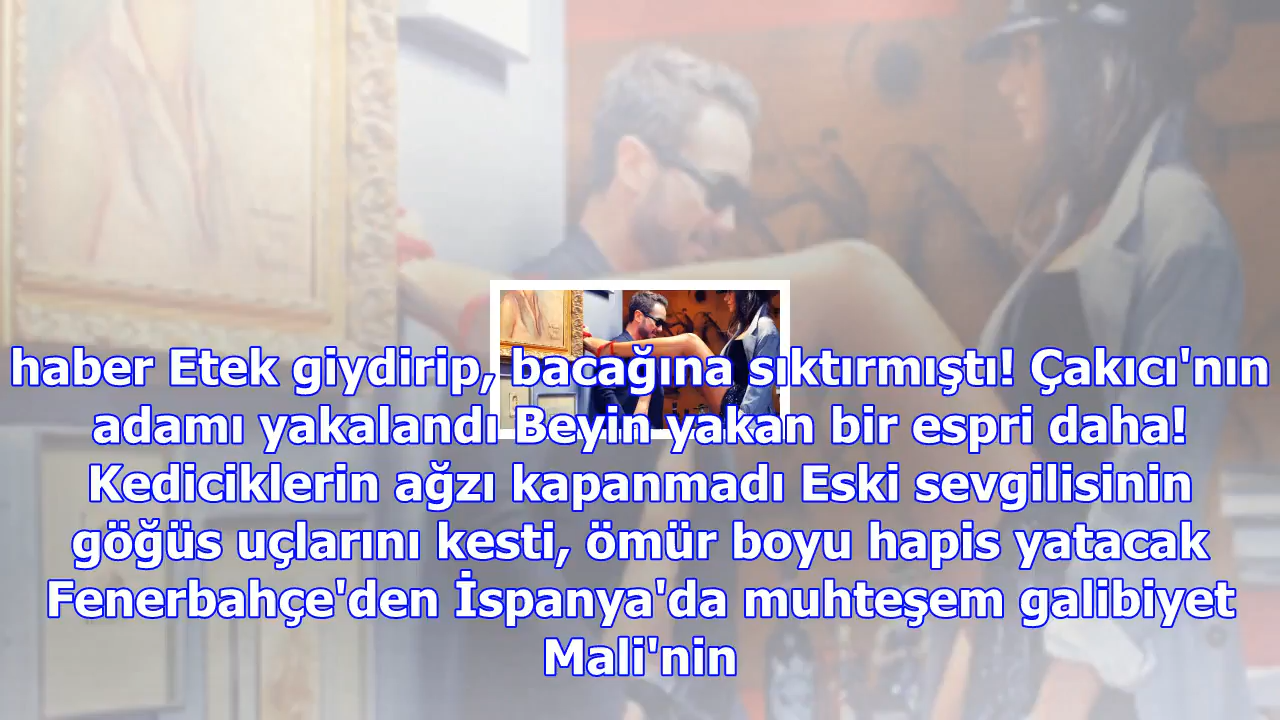 haber Etek giydirip, bacağına sıktırmıştı! Çakıcı'nın
adamı yakalandı Beyin yakan bir espri daha!
Kediciklerin ağzı kapanmadı Eski sevgilisinin
göğüs uçlarını kesti, ömür boyu hapis yatacak
Fenerbahçe'den İspanya'da muhteşem galibiyet
Mali'nin